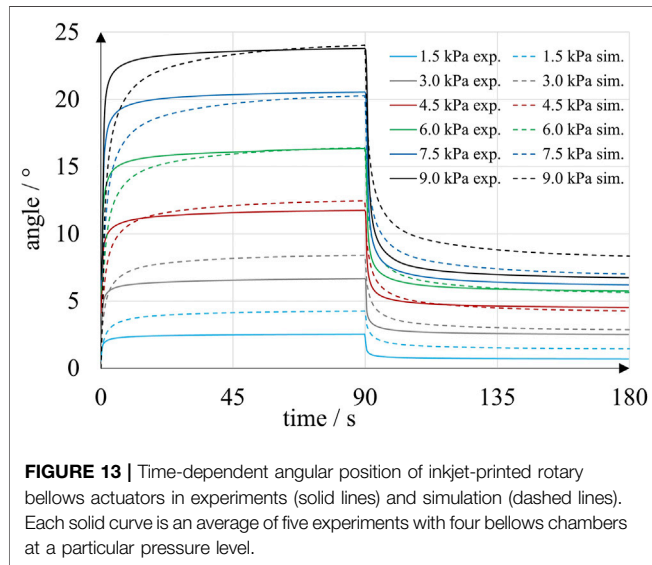 25
20
15
10
5
0
angle / °
1.5 kPa exp. 1.5 kPa sim.
3.0 kPa exp. 3.0 kPa sim.
4.5 kPa exp. 4.5 kPa sim.
6.0 kPa exp. 6.0 kPa sim.
7.5 kPa exp. 7.5 kPa sim.
9.0 kPa exp. 9.0 kPa sim.
0 45 90 135 180
time / s
FIGURE 13 | Time-dependent angular position of inkjet-printed rotary
bellows actuators in experiments (solid lines) and simulation (dashed lines).
Each solid curve is an average of five experiments with four bellows chambers
at a particular pressure level.